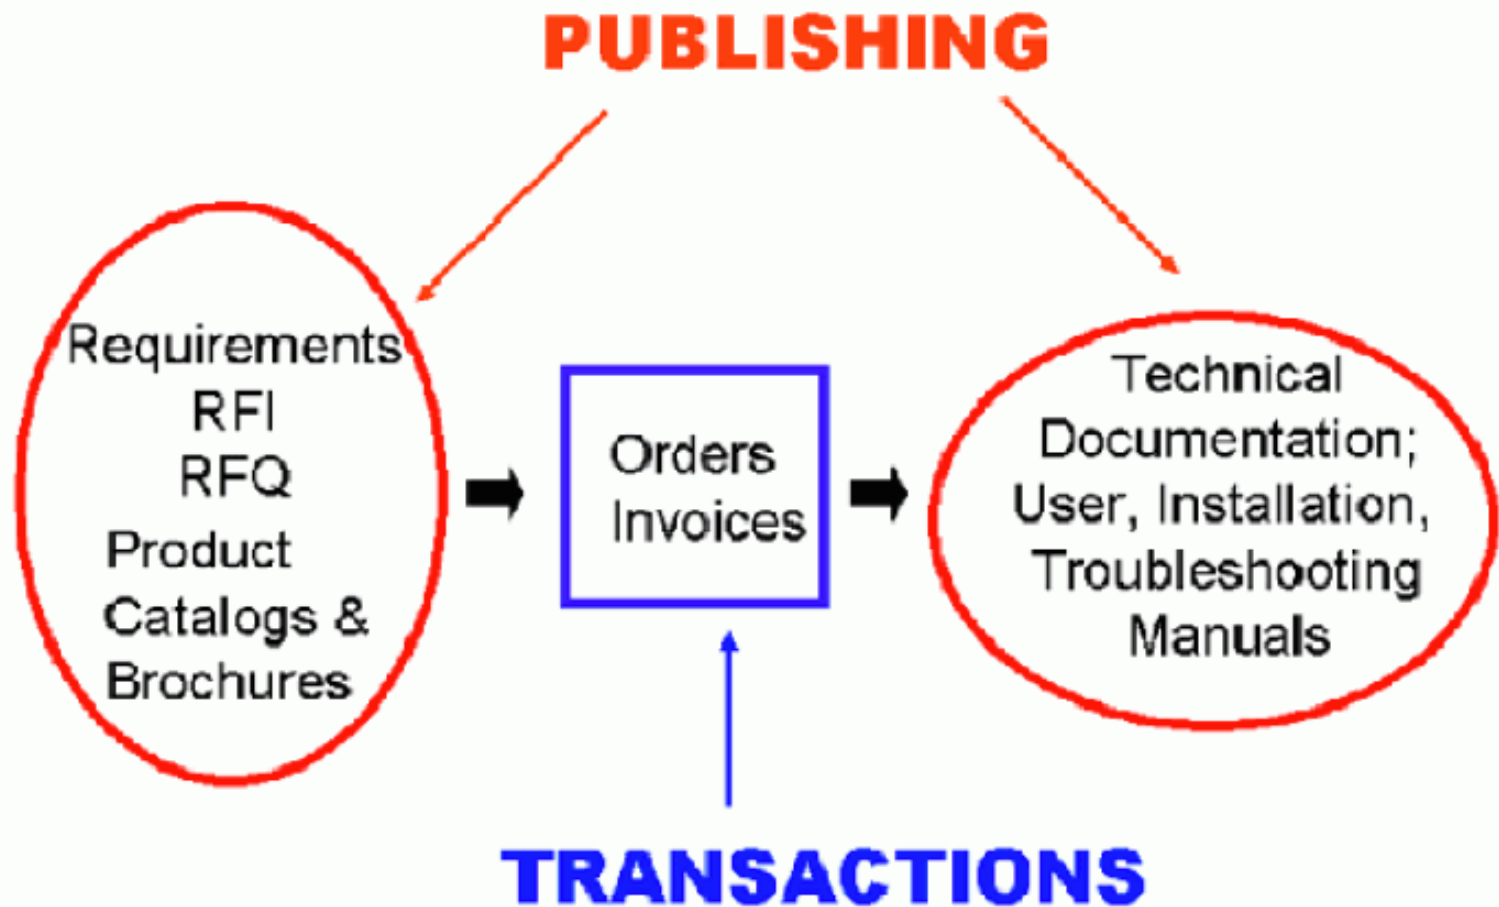 PUBLISHING
Requirements
RFI
RFQ
Product
Catalogs &
Brochures
Orders
Invoices
Technical
Documentation;
User, Installation,
Troubleshooting
Manuals
TRANSACTIONS